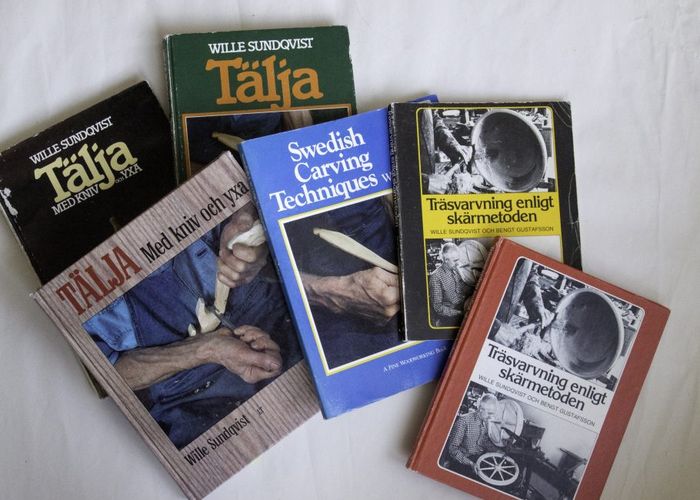 WILLE SUNDQVIST
Tälja
MED KNIV OCH YXA
WILLE SUNDQVIST
Tälja
TÄLJA Med kniv och yxa
Wille Sundqvist
Swedish
Carving
Techniques
A FINE WOODWORKING BOOK
Träsvarvning enligt
skärmetoden
WILLE SUNDQVIST OCH BENGT GUSTAFSSON
Träsvarvning enligt
skärmetoden
WILLE SUNDQVIST OCH BENGT GUSTAFSSON